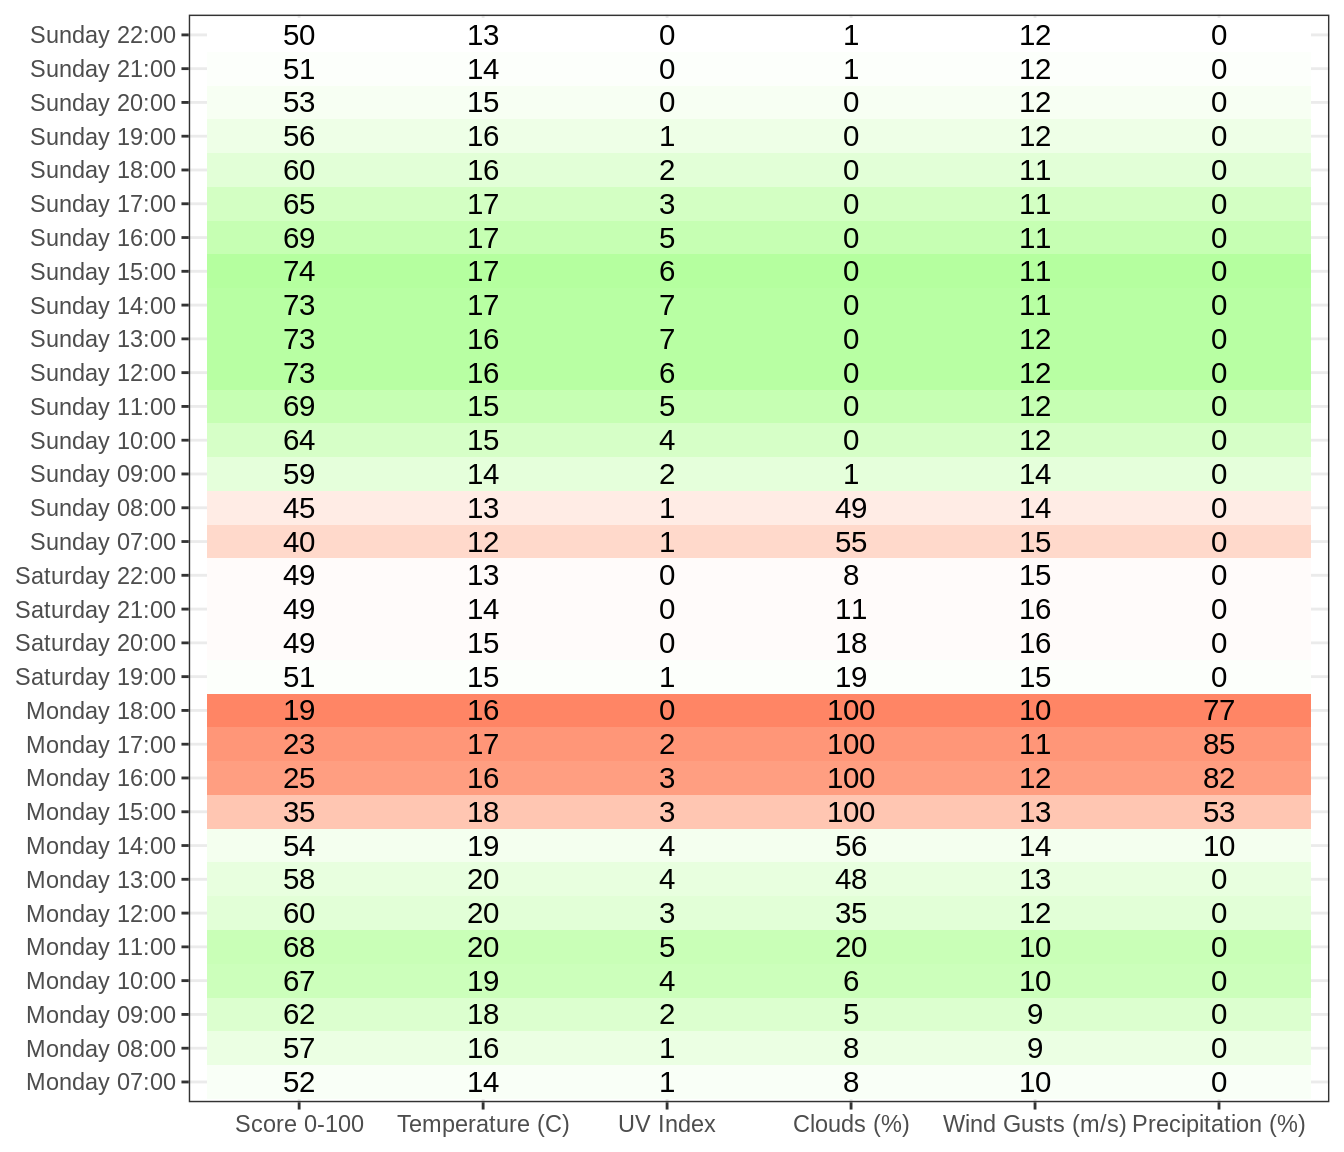 Sunday 22:00 50 13 0 1 12 0
Sunday 21:00 51 14 0 1 12 0
Sunday 20:00 53 15 0 0 12 0
Sunday 19:00 56 16 1 0 12 0
Sunday 18:00 60 16 2 0 11 0
Sunday 17:00 65 17 3 0 11 0
Sunday 16:00 69 17 5 0 11 0
Sunday 15:00 74 17 6 0 11 0
Sunday 14:00 73 17 7 0 11 0
Sunday 13:00 73 16 7 0 12 0
Sunday 12:00 73 16 6 0 12 0
Sunday 11:00 69 15 5 0 12 0
Sunday 10:00 64 15 4 0 12 0
Sunday 09:00 59 14 2 1 14 0
Sunday 08:00 45 13 1 49 14 0
Sunday 07:00 40 12 1 55 15 0
Saturday 22:00 49 13 0 8 15 0
Saturday 21:00 49 14 0 11 16 0
Saturday 20:00 49 15 0 18 16 0
Saturday 19:00 51 15 1 19 15 0
Monday 18:00 19 16 0 100 10 77
Monday 17:00 23 17 2 100 11 85
Monday 16:00 25 16 3 100 12 82
Monday 15:00 35 18 3 100 13 53
Monday 14:00 54 19 4 56 14 10
Monday 13:00 58 20 4 48 13 0
Monday 12:00 60 20 3 35 12 0
Monday 11:00 68 20 5 20 10 0
Monday 10:00 67 19 4 6 10 0
Monday 09:00 62 18 2 5 9 0
Monday 08:00 57 16 1 8 9 0
Monday 07:00 52 14 1 8 10 0
Score 0-100 Temperature (C) UV Index Clouds (%) Wind Gusts (m/s) Precipitation (%)